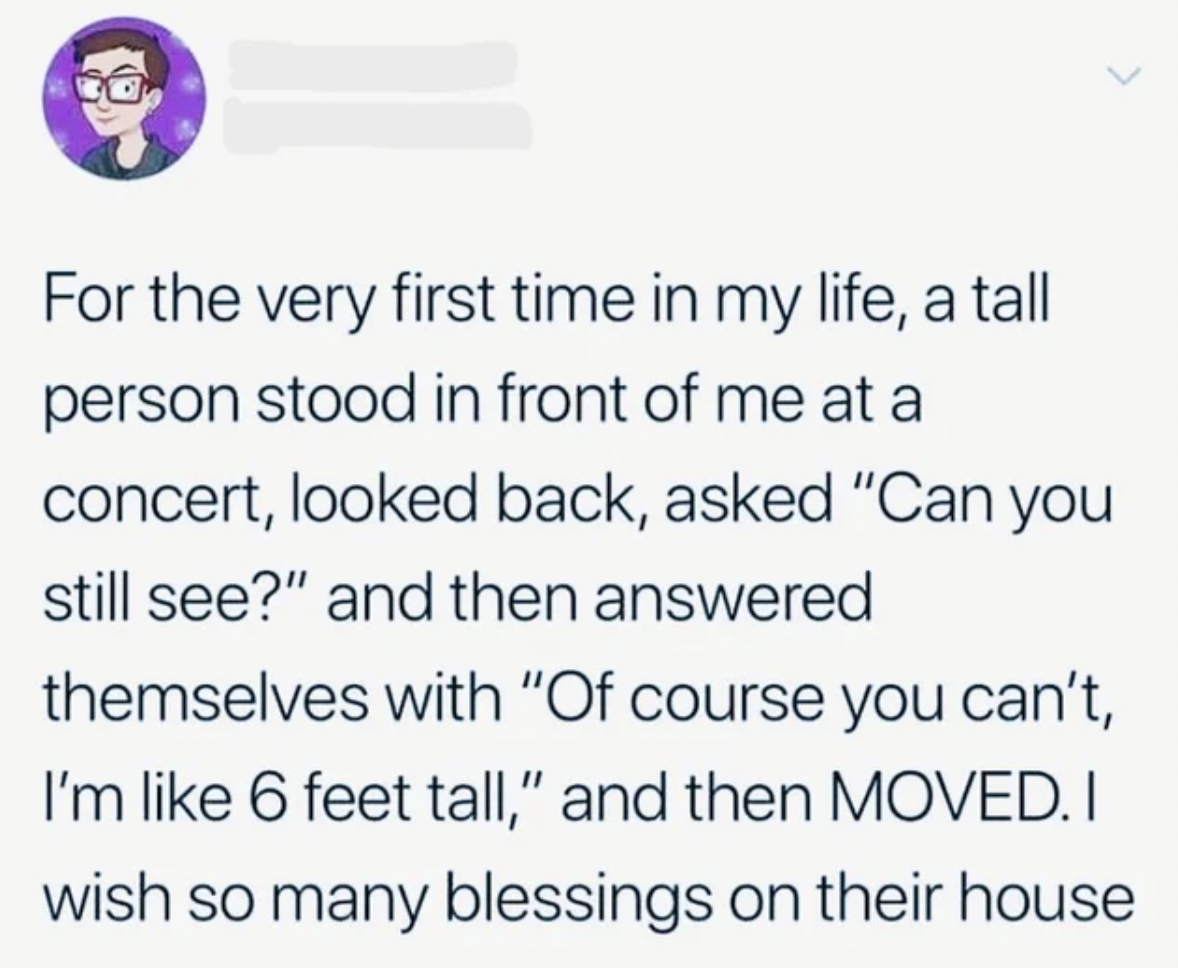 For the very first time in my life, a tall
person stood in front of me at a
concert, looked back, asked "Can you
still see?" and then answered
themselves with "Of course you can't,
I'm like 6 feet tall," and then MOVED. I
wish so many blessings on their house